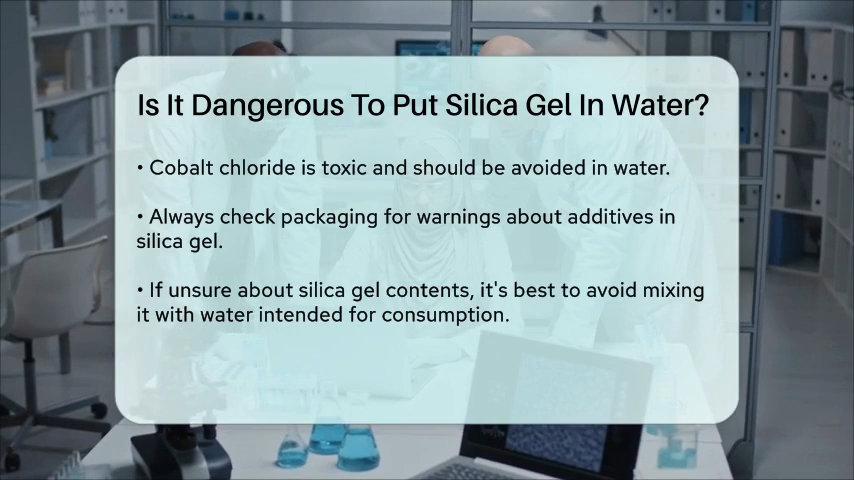 Is It Dangerous To Put Silica Gel In Water?
• Cobalt chloride is toxic and should be avoided in water.
• Always check packaging for warnings about additives in
silica gel.
• If unsure about silica gel contents, it's best to avoid mixing
it with water intended for consumption.